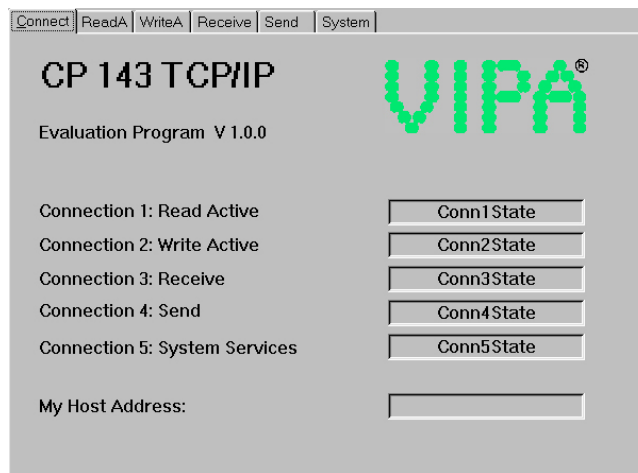 Connect ReadA WriteA Receive Send System
CP 143 TCP/IP
VIPA®
Evaluation Program V 1.0.0
Connection 1: Read Active Conn1State
Connection 2: Write Active Conn2State
Connection 3: Receive Conn3State
Connection 4: Send Conn4State
Connection 5: System Services Conn5State
My Host Address: